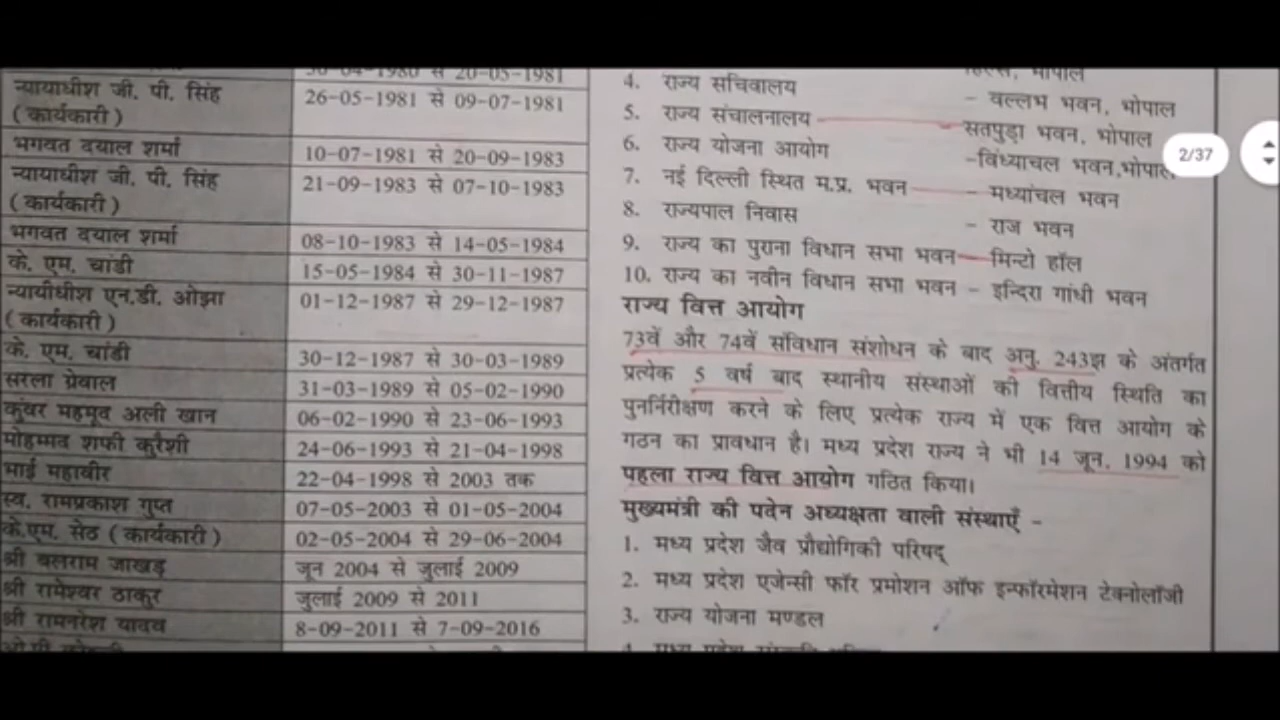 30-04-1980 से 20-05-1981
न्यायाधीश जी. पी. सिंह
(कार्यकारी)
26-05-1981 से 09-07-1981
भगवत दयाल शर्मा
10-07-1981 से 20-09-1983
न्यायाधीश जी. पी. सिंह
(कार्यकारी)
21-09-1983 से 07-10-1983
भगवत दयाल शर्मा
08-10-1983 से 14-05-1984
के. एम. चांडी
15-05-1984 से 30-11-1987
न्यायीधीश एन.डी. ओझा
(कार्यकारी)
01-12-1987 से 29-12-1987
के. एम. चांडी
30-12-1987 से 30-03-1989
सरला ग्रेवाल
31-03-1989 से 05-02-1990
कुंवर महमूद अली खान
06-02-1990 से 23-06-1993
मोहम्मद शफी कुरैशी
24-06-1993 से 21-04-1998
भाई महावीर
22-04-1998 से 2003 तक
स्व. रामप्रकाश गुप्त
07-05-2003 से 01-05-2004
के.एम. सेठ (कार्यकारी)
02-05-2004 से 29-06-2004
श्री बलराम जाखड़
जून 2004 से जुलाई 2009
श्री रामेश्वर ठाकुर
जुलाई 2009 से 2011
श्री रामनरेश यादव
8-09-2011 से 7-09-2016
हिल्स, भोपाल
4. राज्य सचिवालय - वल्लभ भवन, भोपाल
5. राज्य संचालनालय - सतपुड़ा भवन, भोपाल
6. राज्य योजना आयोग -विंध्याचल भवन,भोपाल
7. नई दिल्ली स्थित म.प्र. भवन - मध्यांचल भवन
8. राज्यपाल निवास - राज भवन
9. राज्य का पुराना विधान सभा भवन - मिन्टो हॉल
10. राज्य का नवीन विधान सभा भवन - इन्दिरा गांधी भवन
राज्य वित्त आयोग
73वें और 74वें संविधान संशोधन के बाद अनु. 243झ के अंतर्गत
प्रत्येक 5 वर्ष बाद स्थानीय संस्थाओं की वित्तीय स्थिति का
पुनर्निरीक्षण करने के लिए प्रत्येक राज्य में एक वित्त आयोग के
गठन का प्रावधान है। मध्य प्रदेश राज्य ने भी 14 जून, 1994 को
पहला राज्य वित्त आयोग गठित किया।
मुख्यमंत्री की पदेन अध्यक्षता वाली संस्थाएँ -
1. मध्य प्रदेश जैव प्रौद्योगिकी परिषद्
2. मध्य प्रदेश एजेन्सी फॉर प्रमोशन ऑफ इन्फॉरमेशन टेक्नोलॉजी
3. राज्य योजना मण्डल
2/37